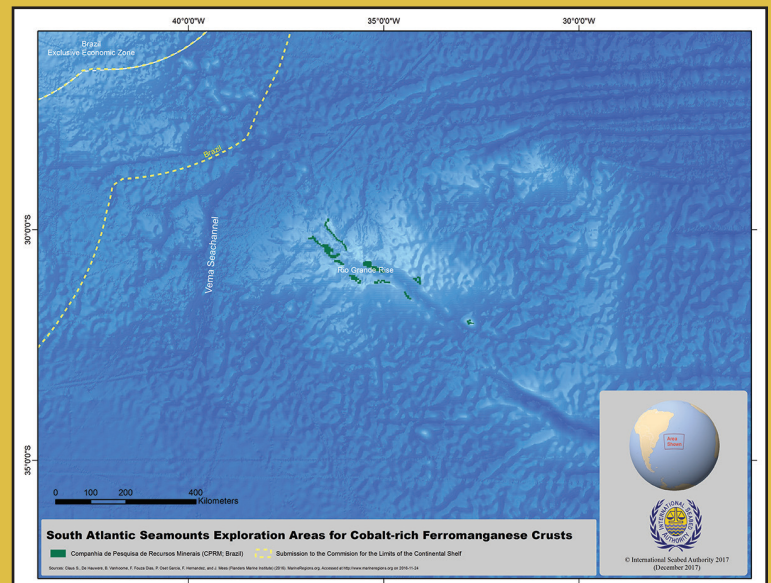 40°0'0"W 35°0'0"W 30°0'0"W
Brazil
Exclusive Economic Zone
Brazil
30°0'0"S
Vema Seachannel
Rio Grande Rise
35°0'0"S
Area
Shown
0 100 200 400
Kilometers
INTERNATIONAL SEABED
AUTHORITY
South Atlantic Seamounts Exploration Areas for Cobalt-rich Ferromanganese Crusts
Companhia de Pesquisa de Recursos Minerais (CPRM; Brazil) Submission to the Commision for the Limits of the Continental Shelf
© International Seabed Authority 2017
(December 2017)